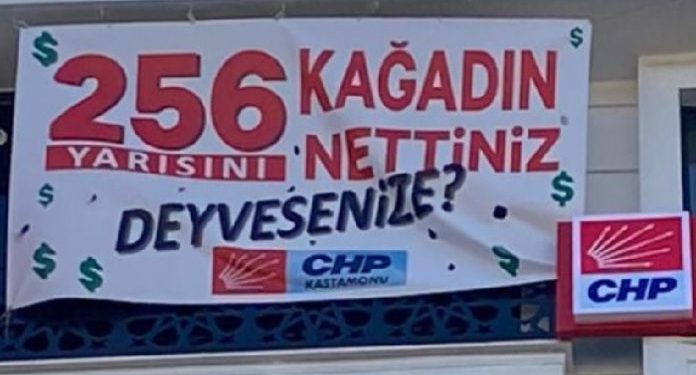 256 KAĞADIN
YARISINI NETTİNİZ
DEYVESENİZE?
CHP
KASTAMONU
CHP